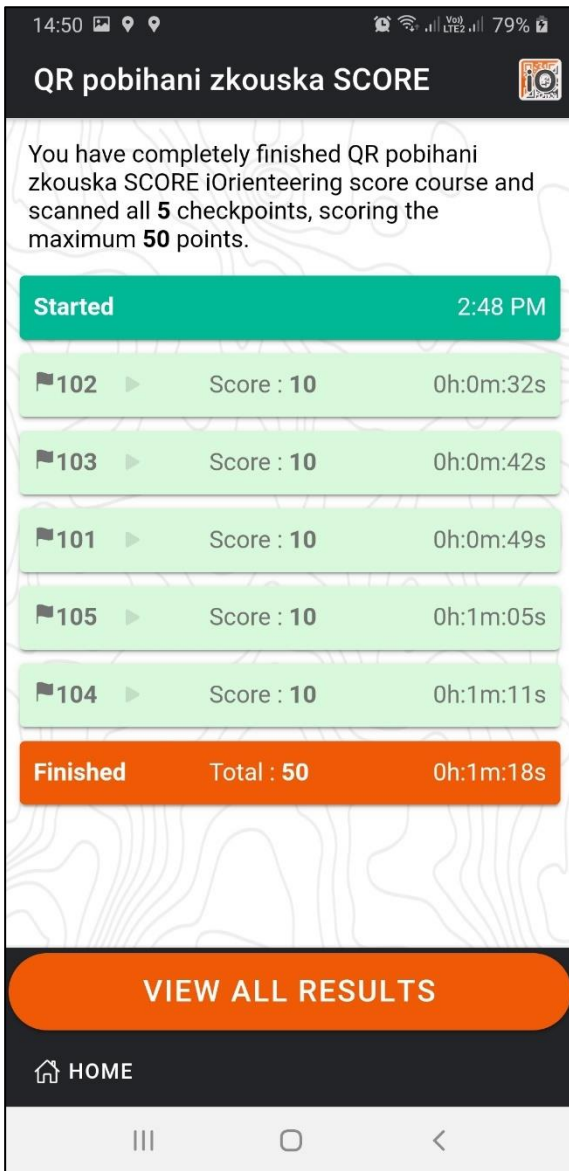 14:50 79%
QR pobihani zkouska SCORE iO
You have completely finished QR pobihani
zkouska SCORE iOrienteering score course and
scanned all 5 checkpoints, scoring the
maximum 50 points.
Started 2:48 PM
102 Score : 10 0h:0m:32s
103 Score : 10 0h:0m:42s
101 Score : 10 0h:0m:49s
105 Score : 10 0h:1m:05s
104 Score : 10 0h:1m:11s
Finished Total : 50 0h:1m:18s
VIEW ALL RESULTS
HOME